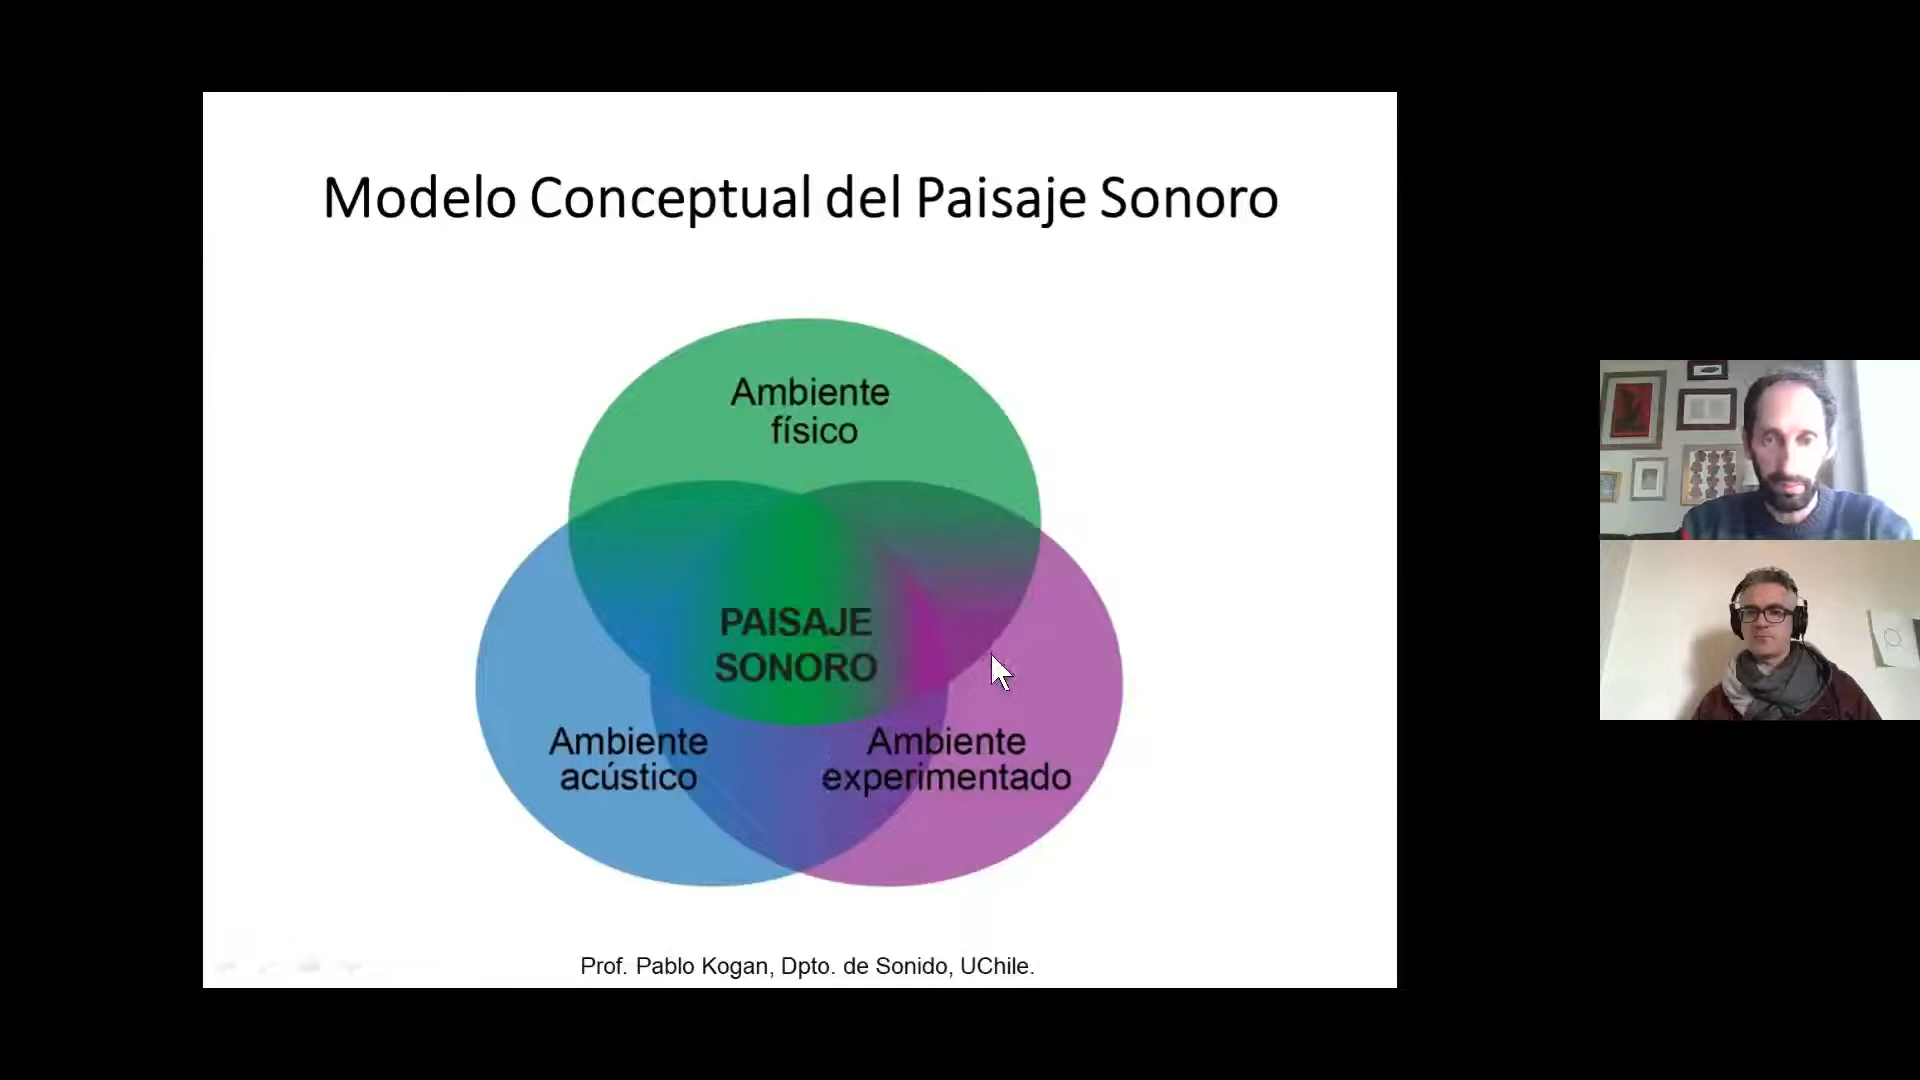 Modelo Conceptual del Paisaje Sonoro
Ambiente
físico
PAISAJE
SONORO
Ambiente
acústico
Ambiente
experimentado
Prof. Pablo Kogan, Dpto. de Sonido, UChile.